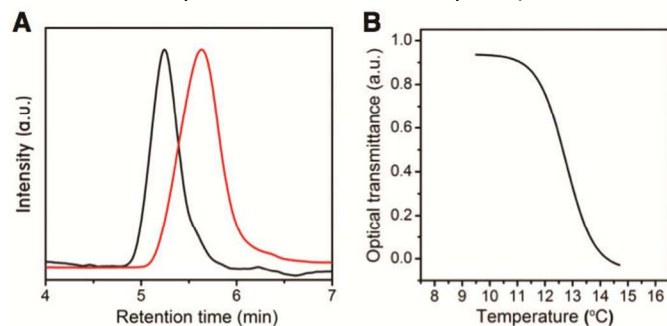 A
Intensity (a.u.)
4 5 6 7
Retention time (min)
B
Optical transmittance (a.u.)
1.0
0.8
0.6
0.4
0.2
0.0
8 9 10 11 12 13 14 15 16
Temperature (°C)